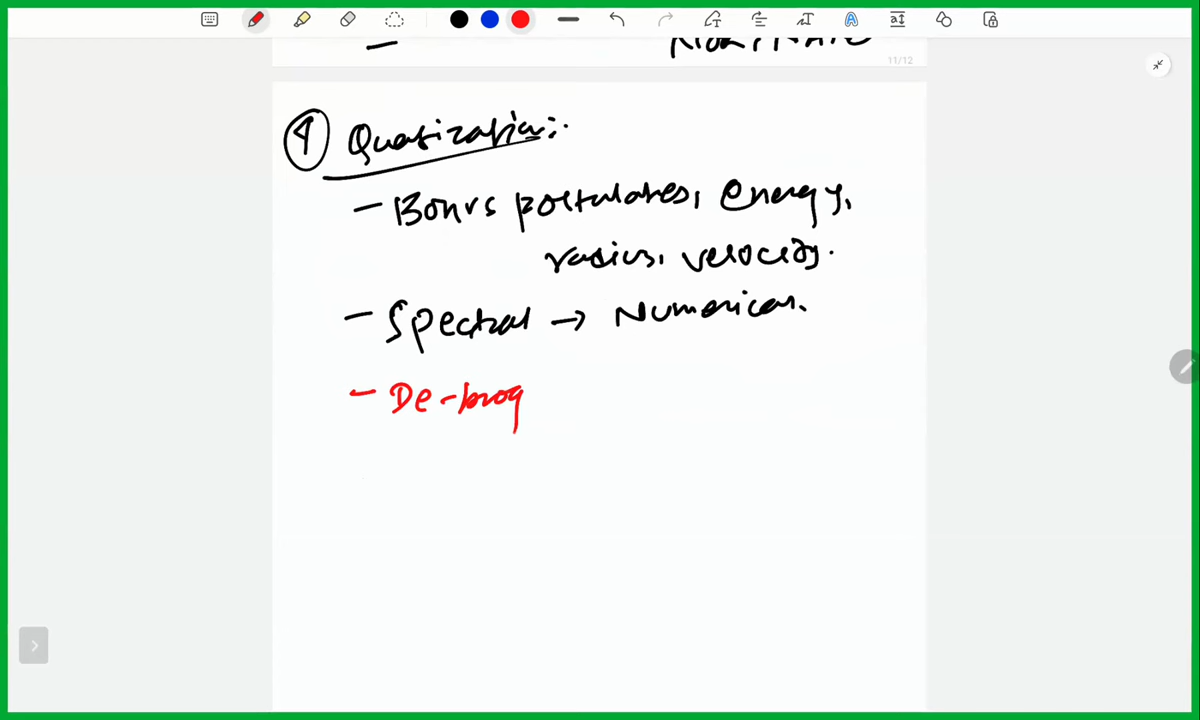 11/12
④ Quatization:-
- Bohrs postulates, energy,
radius, velocity.
- Spectral → Numerical.
- De-brog